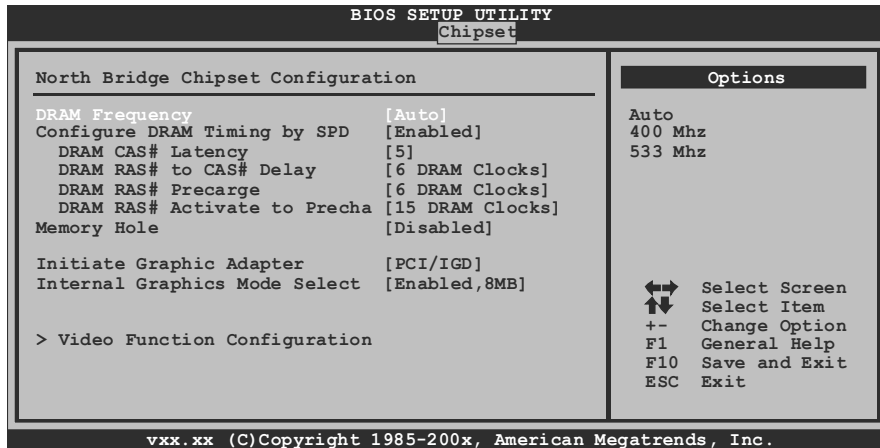 BIOS SETUP UTILITY
Chipset
North Bridge Chipset Configuration
DRAM Frequency [Auto]
Configure DRAM Timing by SPD [Enabled]
DRAM CAS# Latency [5]
DRAM RAS# to CAS# Delay [6 DRAM Clocks]
DRAM RAS# Precarge [6 DRAM Clocks]
DRAM RAS# Activate to Precha [15 DRAM Clocks]
Memory Hole [Disabled]
Initiate Graphic Adapter [PCI/IGD]
Internal Graphics Mode Select [Enabled,8MB]
> Video Function Configuration
Options
Auto
400 Mhz
533 Mhz
Select Screen
Select Item
+- Change Option
F1 General Help
F10 Save and Exit
ESC Exit
vxx.xx (C)Copyright 1985-200x, American Megatrends, Inc.